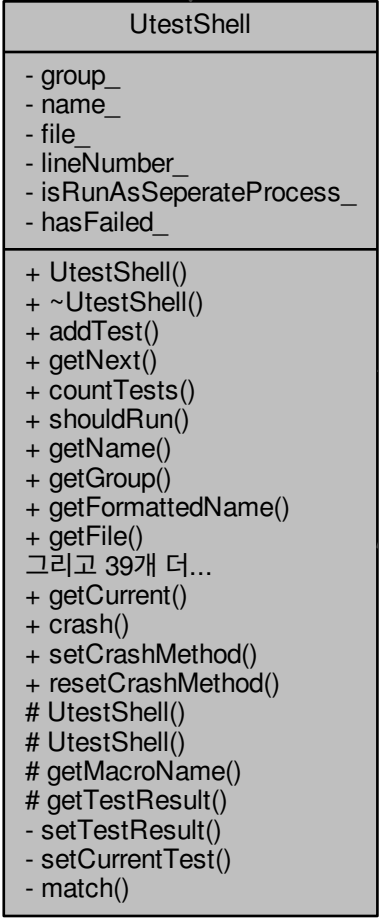 UtestShell
- group_
- name_
- file_
- lineNumber_
- isRunAsSeperateProcess_
- hasFailed_
+ UtestShell()
+ ~UtestShell()
+ addTest()
+ getNext()
+ countTests()
+ shouldRun()
+ getName()
+ getGroup()
+ getFormattedName()
+ getFile()
그리고 39개 더...
+ getCurrent()
+ crash()
+ setCrashMethod()
+ resetCrashMethod()
# UtestShell()
# UtestShell()
# getMacroName()
# getTestResult()
- setTestResult()
- setCurrentTest()
- match()